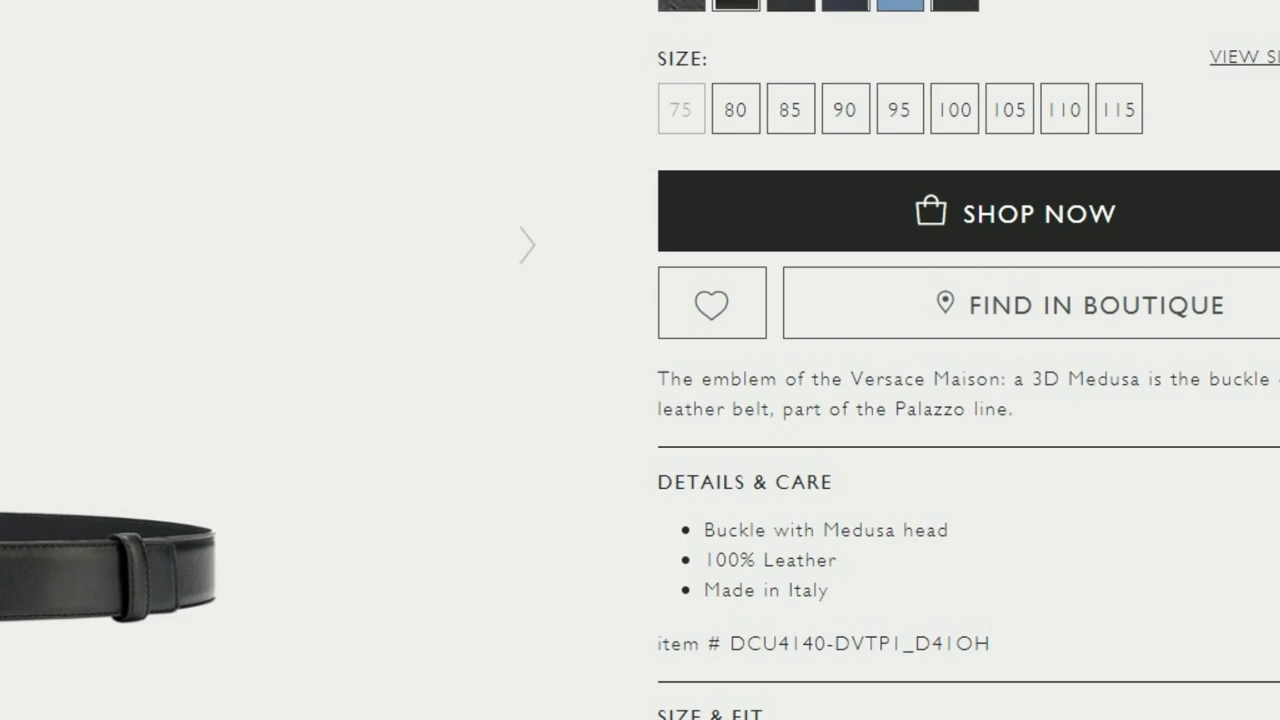 SIZE:
VIEW
75 80 85 90 95 100 105 110 115
SHOP NOW
FIND IN BOUTIQUE
The emblem of the Versace Maison: a 3D Medusa is the buckle
leather belt, part of the Palazzo line.
DETAILS & CARE
• Buckle with Medusa head
• 100% Leather
• Made in Italy
item # DCU4140-DVTP1_D41OH
SIZE & FIT